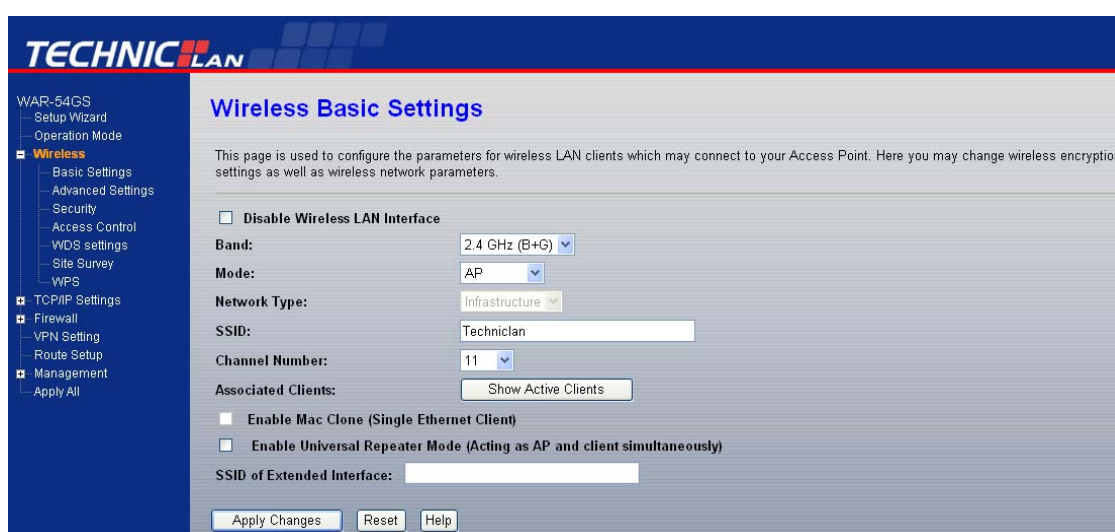 TECHNICLAN
WAR-54GS
Setup Wizard
Operation Mode
Wireless
Basic Settings
Advanced Settings
Security
Access Control
WDS settings
Site Survey
WPS
TCP/IP Settings
Firewall
VPN Setting
Route Setup
Management
Apply All
Wireless Basic Settings
This page is used to configure the parameters for wireless LAN clients which may connect to your Access Point. Here you may change wireless encryptio
settings as well as wireless network parameters.
Disable Wireless LAN Interface
Band: 2.4 GHz (B+G)
Mode: AP
Network Type: Infrastructure
SSID: Techniclan
Channel Number: 11
Associated Clients: Show Active Clients
Enable Mac Clone (Single Ethernet Client)
Enable Universal Repeater Mode (Acting as AP and client simultaneously)
SSID of Extended Interface:
Apply Changes Reset Help